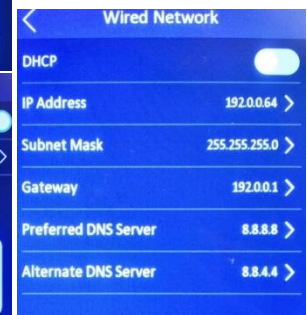 Wired Network
DHCP
IP Address 192.0.0.64
Subnet Mask 255.255.255.0
Gateway 192.0.0.1
Preferred DNS Server 8.8.8.8
Alternate DNS Server 8.8.4.4